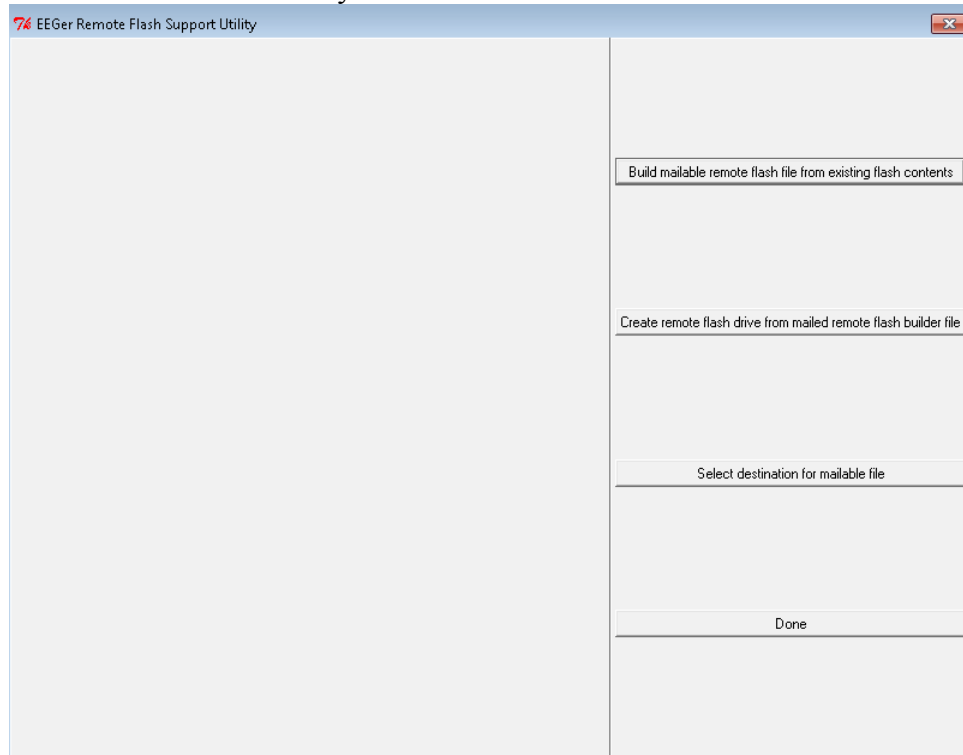 EEGer Remote Flash Support Utility
Build mailable remote flash file from existing flash contents
Create remote flash drive from mailed remote flash builder file
Select destination for mailable file
Done